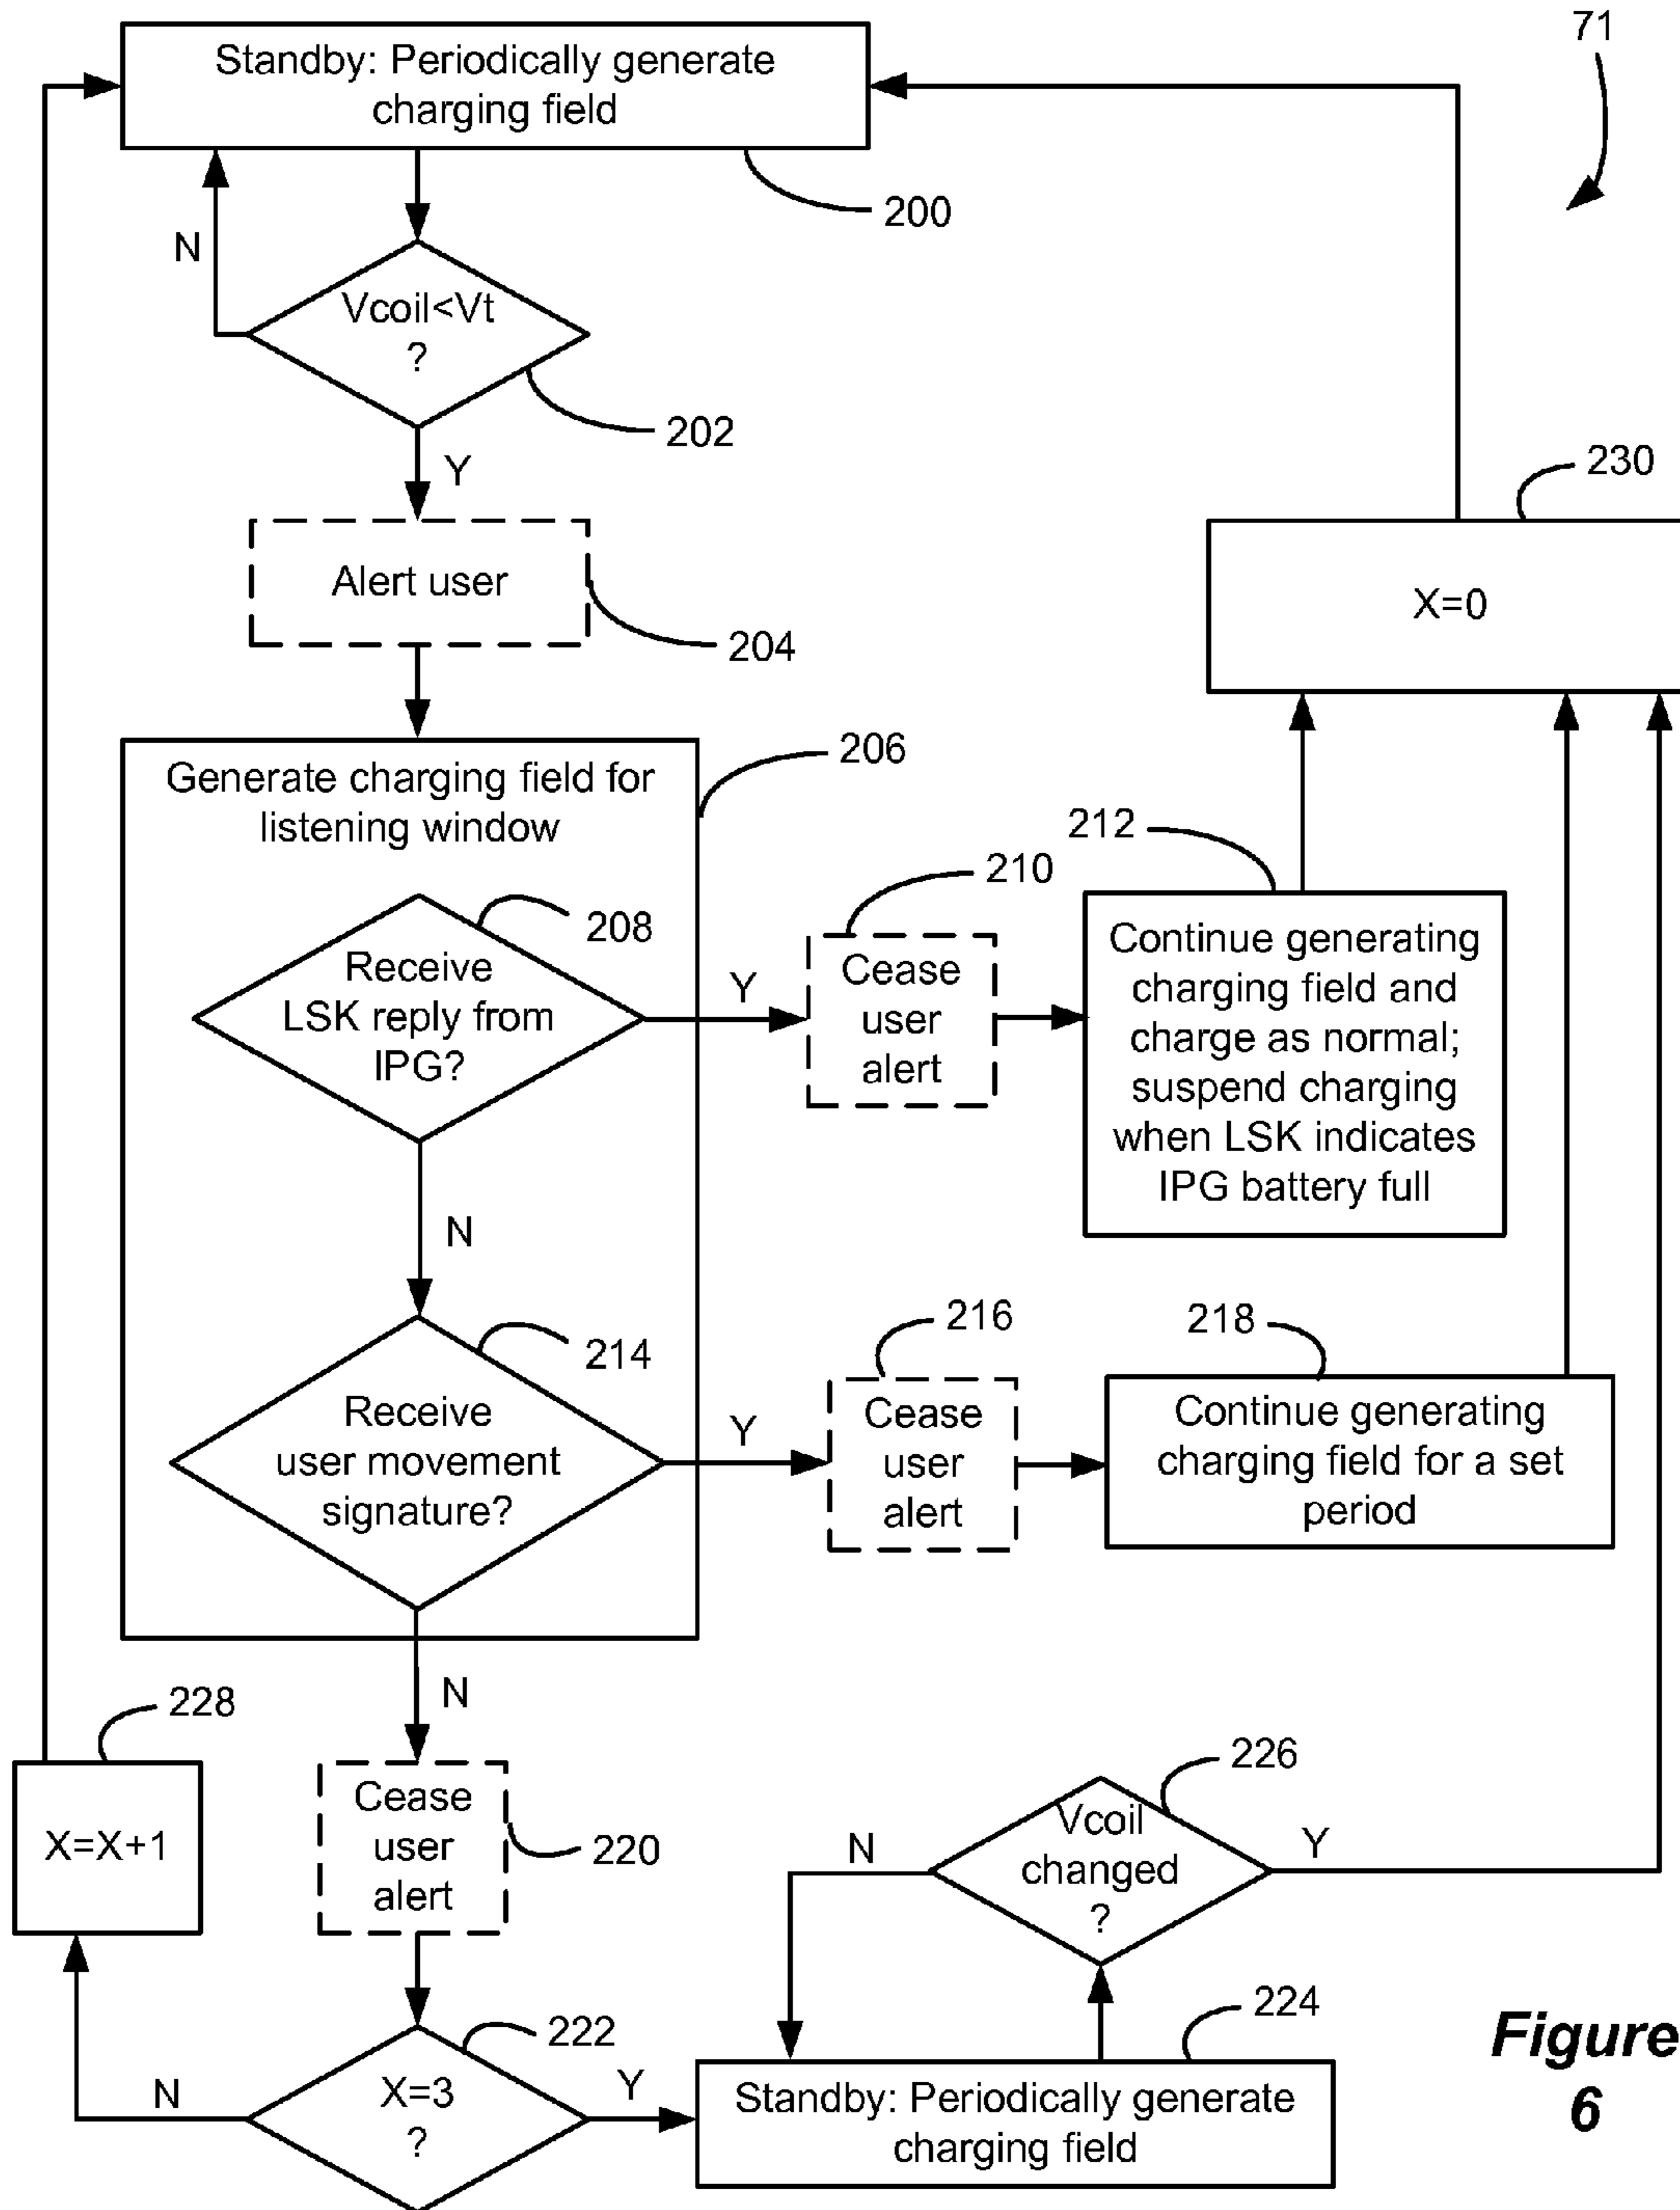 71
Standby: Periodically generate
charging field
200
N
Vcoil<Vt
?
202
Y
230
Alert user
204
X=0
206
Generate charging field for
listening window
212
210
208
Receive
LSK reply from
IPG?
Y
Cease
user
alert
Continue generating
charging field and
charge as normal;
suspend charging
when LSK indicates
IPG battery full
N
216
218
214
Receive
user movement
signature?
Y
Cease
user
alert
Continue generating
charging field for a set
period
N
228
226
X=X+1
Cease
user
alert
220
N
Vcoil
changed
?
Y
224
222
N
X=3
?
Y
Standby: Periodically generate
charging field
Figure
6